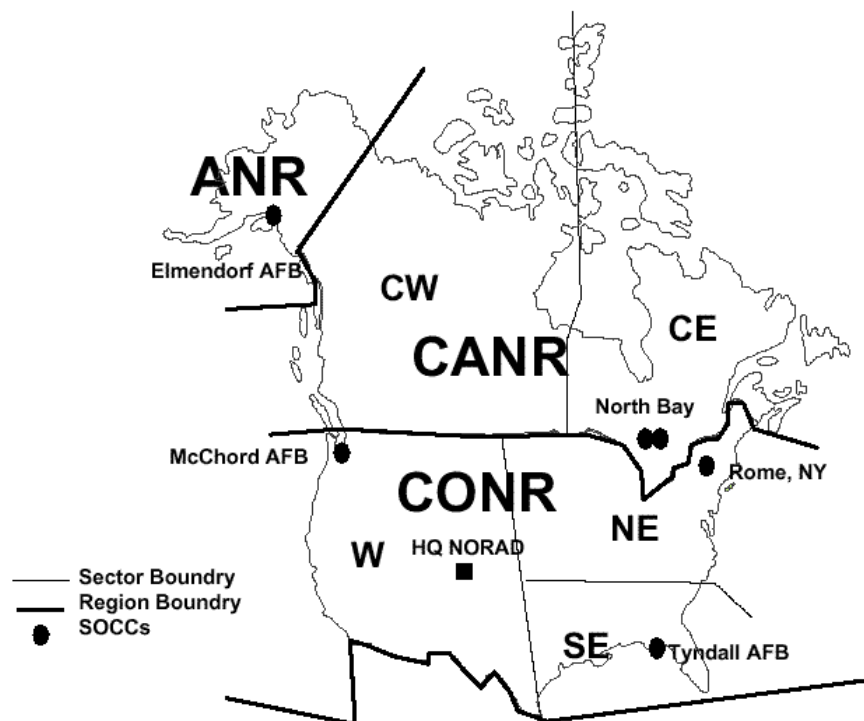 ANR
Elmendorf AFB
CW
CE
CANR
North Bay
McChord AFB
Rome, NY
CONR
NE
W
HQ NORAD
Sector Boundry
Region Boundry
SOCCs
SE
Tyndall AFB